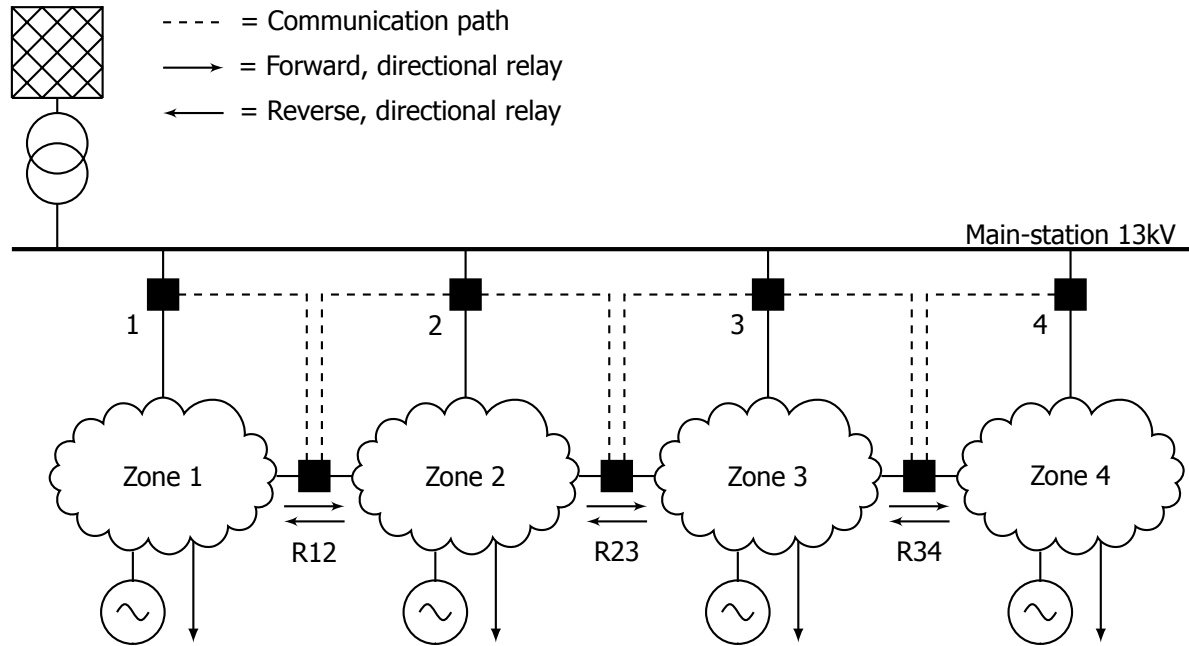 = Communication path
= Forward, directional relay
= Reverse, directional relay
Main-station 13kV
1
2
3
4
Zone 1
Zone 2
Zone 3
Zone 4
R12
R23
R34